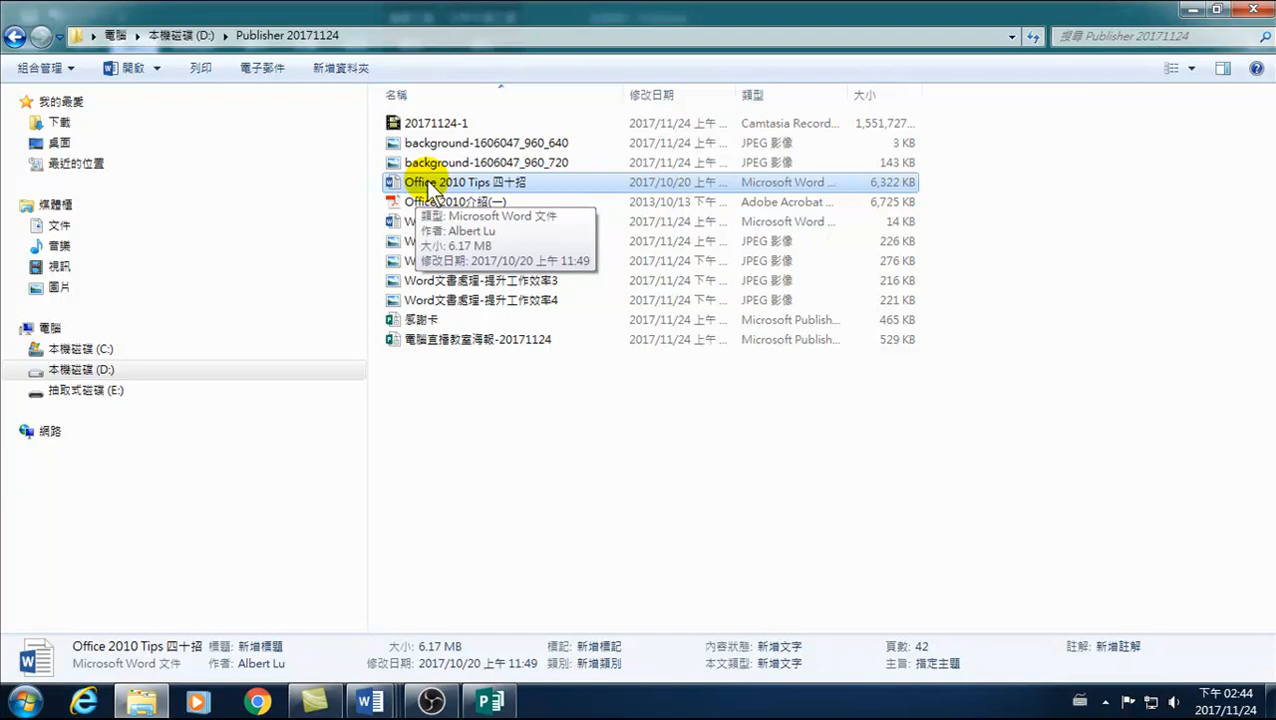 電腦 本機磁碟 (D:) Publisher 20171124 搜尋 Publisher 20171124
組合管理 開啟 列印 電子郵件 新增資料夾
我的最愛
下載
桌面
最近的位置
媒體櫃
文件
音樂
視訊
圖片
電腦
本機磁碟 (C:)
本機磁碟 (D:)
抽取式磁碟 (E:)
網路
名稱 修改日期 類型 大小
20171124-1 2017/11/24 上午 ... Camtasia Record... 1,551,727...
background-1606047_960_640 2017/11/24 上午 ... JPEG 影像 3 KB
background-1606047_960_720 2017/11/24 上午 ... JPEG 影像 143 KB
Office 2010 Tips 四十招 2017/10/20 上午 ... Microsoft Word ... 6,322 KB
Office 2010介紹(一) 2013/10/13 下午 ... Adobe Acrobat ... 6,725 KB
W 2017/11/24 上午 ... Microsoft Word ... 14 KB
W 2017/11/24 上午 ... JPEG 影像 226 KB
W 2017/11/24 上午 ... JPEG 影像 276 KB
Word文書處理-提升工作效率3 2017/11/24 上午 ... JPEG 影像 216 KB
Word文書處理-提升工作效率4 2017/11/24 下午 ... JPEG 影像 221 KB
感謝卡 2017/11/24 上午 ... Microsoft Publish... 465 KB
電腦直播教室海報-20171124 2017/11/24 下午 ... Microsoft Publish... 529 KB
類型: Microsoft Word 文件
作者: Albert Lu
大小: 6.17 MB
修改日期: 2017/10/20 上午 11:49
Office 2010 Tips 四十招 標題: 新增標題 大小: 6.17 MB 標記: 新增標記 內容狀態: 新增文字 頁數: 42 註解: 新增註解
Microsoft Word 文件 作者: Albert Lu 修改日期: 2017/10/20 上午 11:49 類別: 新增類別 本文類型: 新增文字 主旨: 指定主題
下午 02:44
2017/11/24